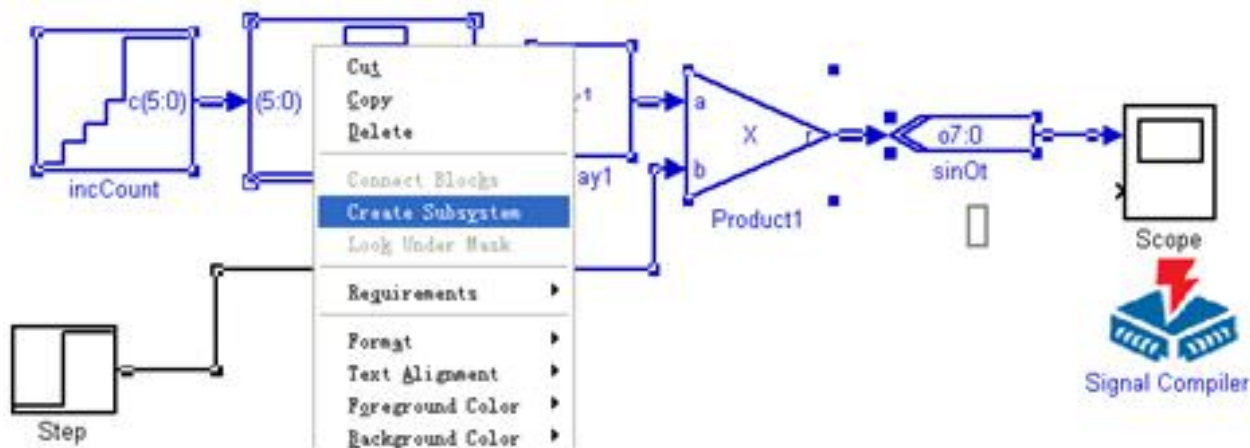 c(5:0)
(5:0)
incCount
Cut
Copy
Delete
Connect Blocks
Create Subsystem
Look Under Mask
Requirements
Format
Text Alignment
Foreground Color
Background Color
ay1
a
b
X
r
Product1
o7:0
sinOt
Scope
Signal Compiler
Step